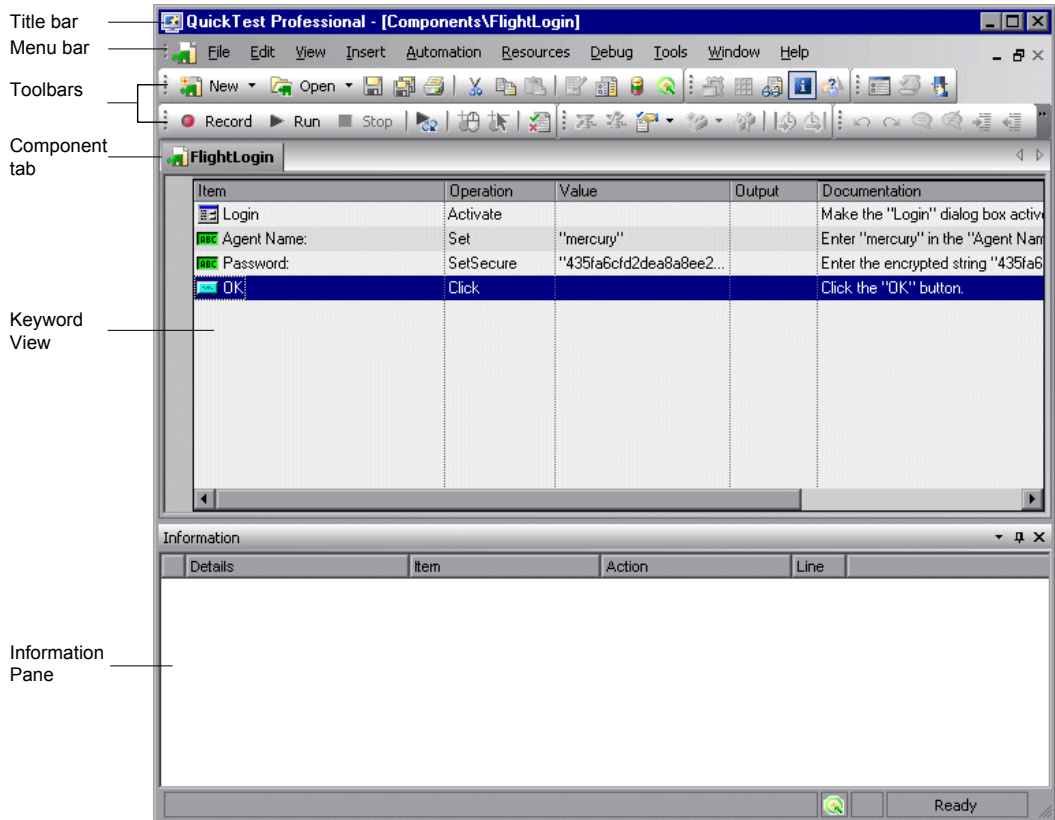 Title bar
QuickTest Professional - [Components\FlightLogin]
Menu bar
File Edit View Insert Automation Resources Debug Tools Window Help
Toolbars
New Open
Record Run Stop
Component
tab
FlightLogin
Item Operation Value Output Documentation
Login Activate Make the "Login" dialog box activ
ABC Agent Name: Set "mercury" Enter "mercury" in the "Agent Nam
ABC Password: SetSecure "435fa6cfd2dea8a8ee2... Enter the encrypted string "435fa6
OK Click Click the "OK" button.
Keyword
View
Information
Details Item Action Line
Information
Pane
Ready